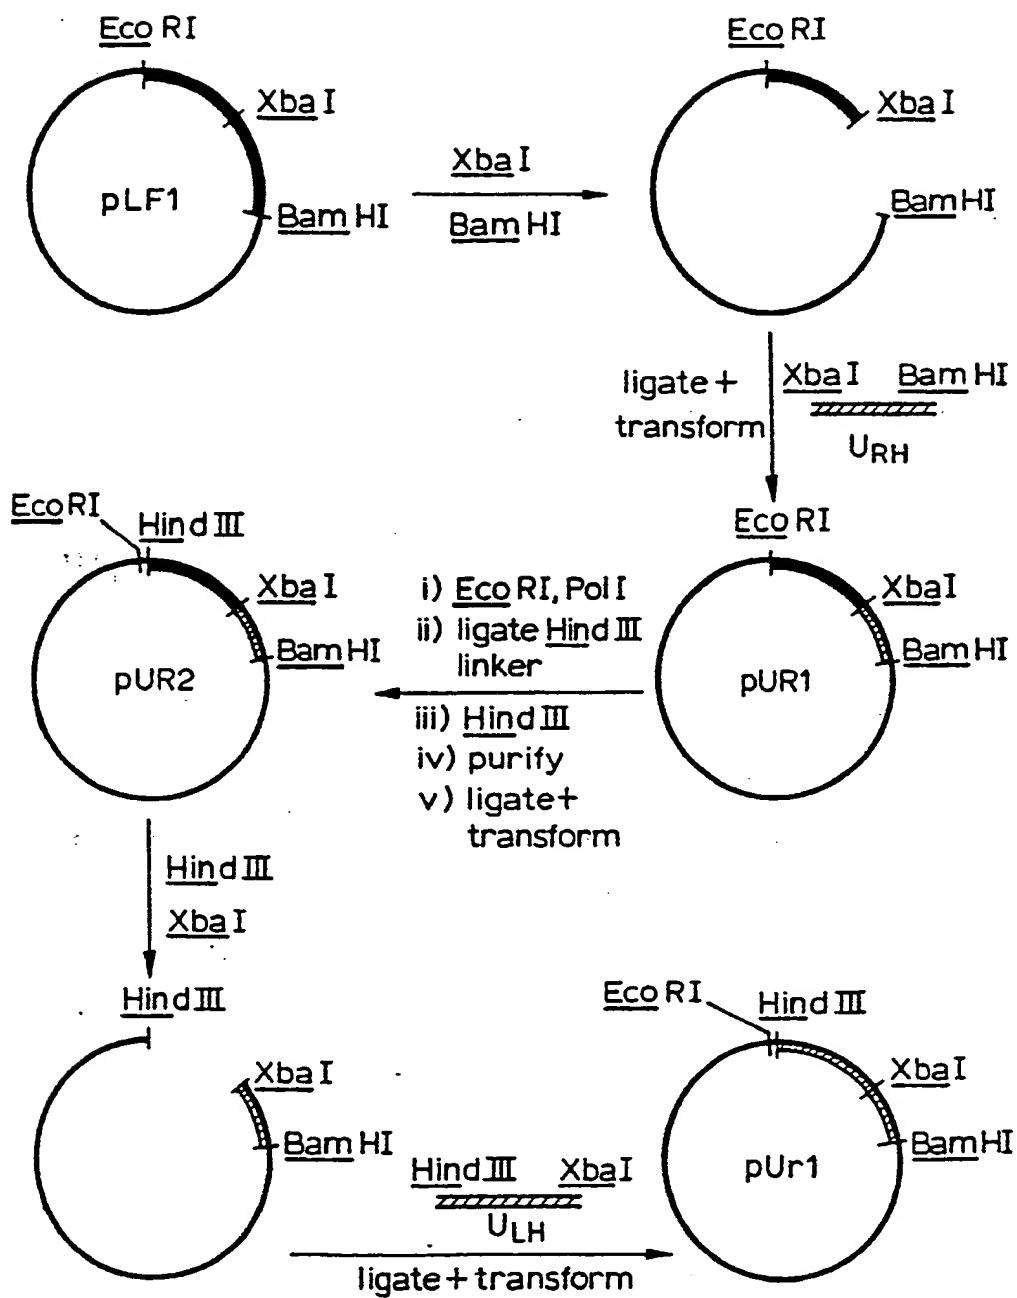 Eco RI
Xba I
pLF1
Bam HI
Xba I
Bam HI
Eco RI
Xba I
Bam HI
ligate +
transform
Xba I Bam HI
URH
Eco RI
Xba I
Bam HI
pUR1
i) Eco RI, Pol I
ii) ligate Hind III
linker
iii) Hind III
iv) purify
v) ligate+
transform
Eco RI
Hind III
Xba I
Bam HI
pUR2
Hind III
Xba I
Hind III
Xba I
Bam HI
Hind III Xba I
ULH
ligate + transform
Eco RI
Hind III
Xba I
Bam HI
pUr1